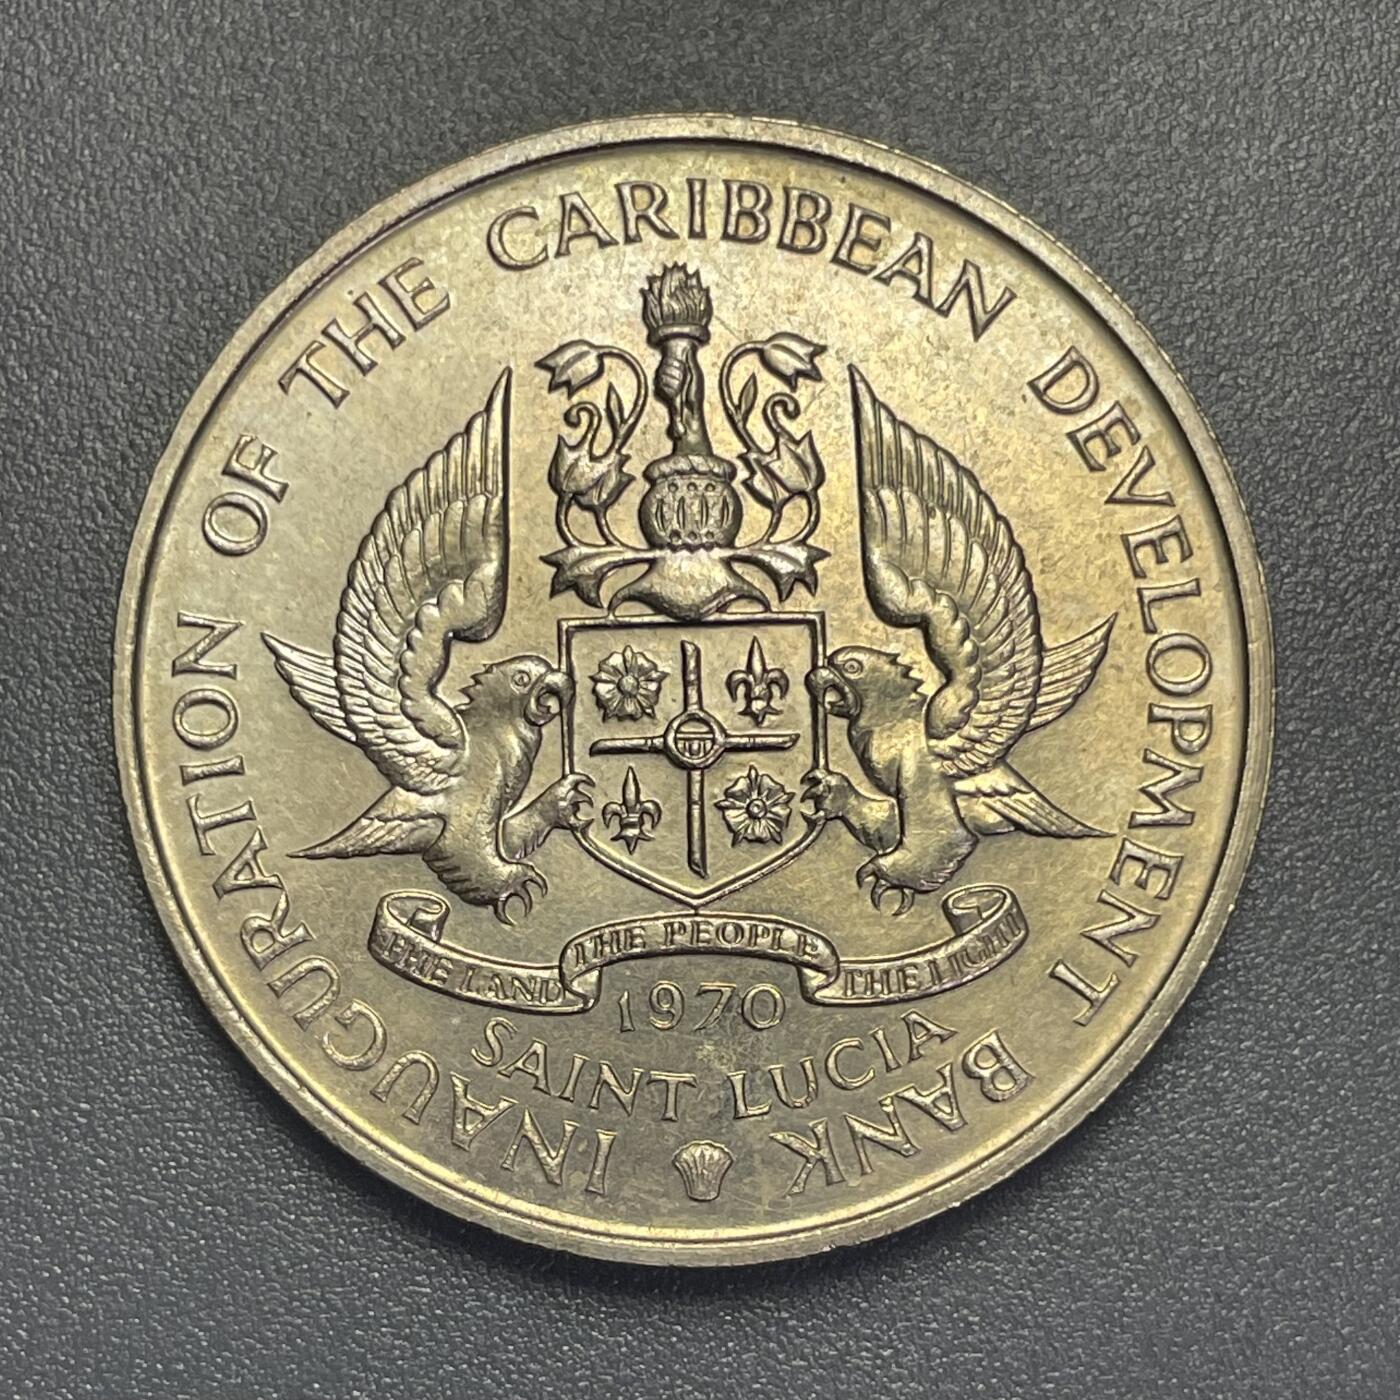 INAUGURATION OF THE CARIBBEAN DEVELOPMENT BANK
THE LAND THE PEOPLE THE LIGHT
1970
SAINT LUCIA